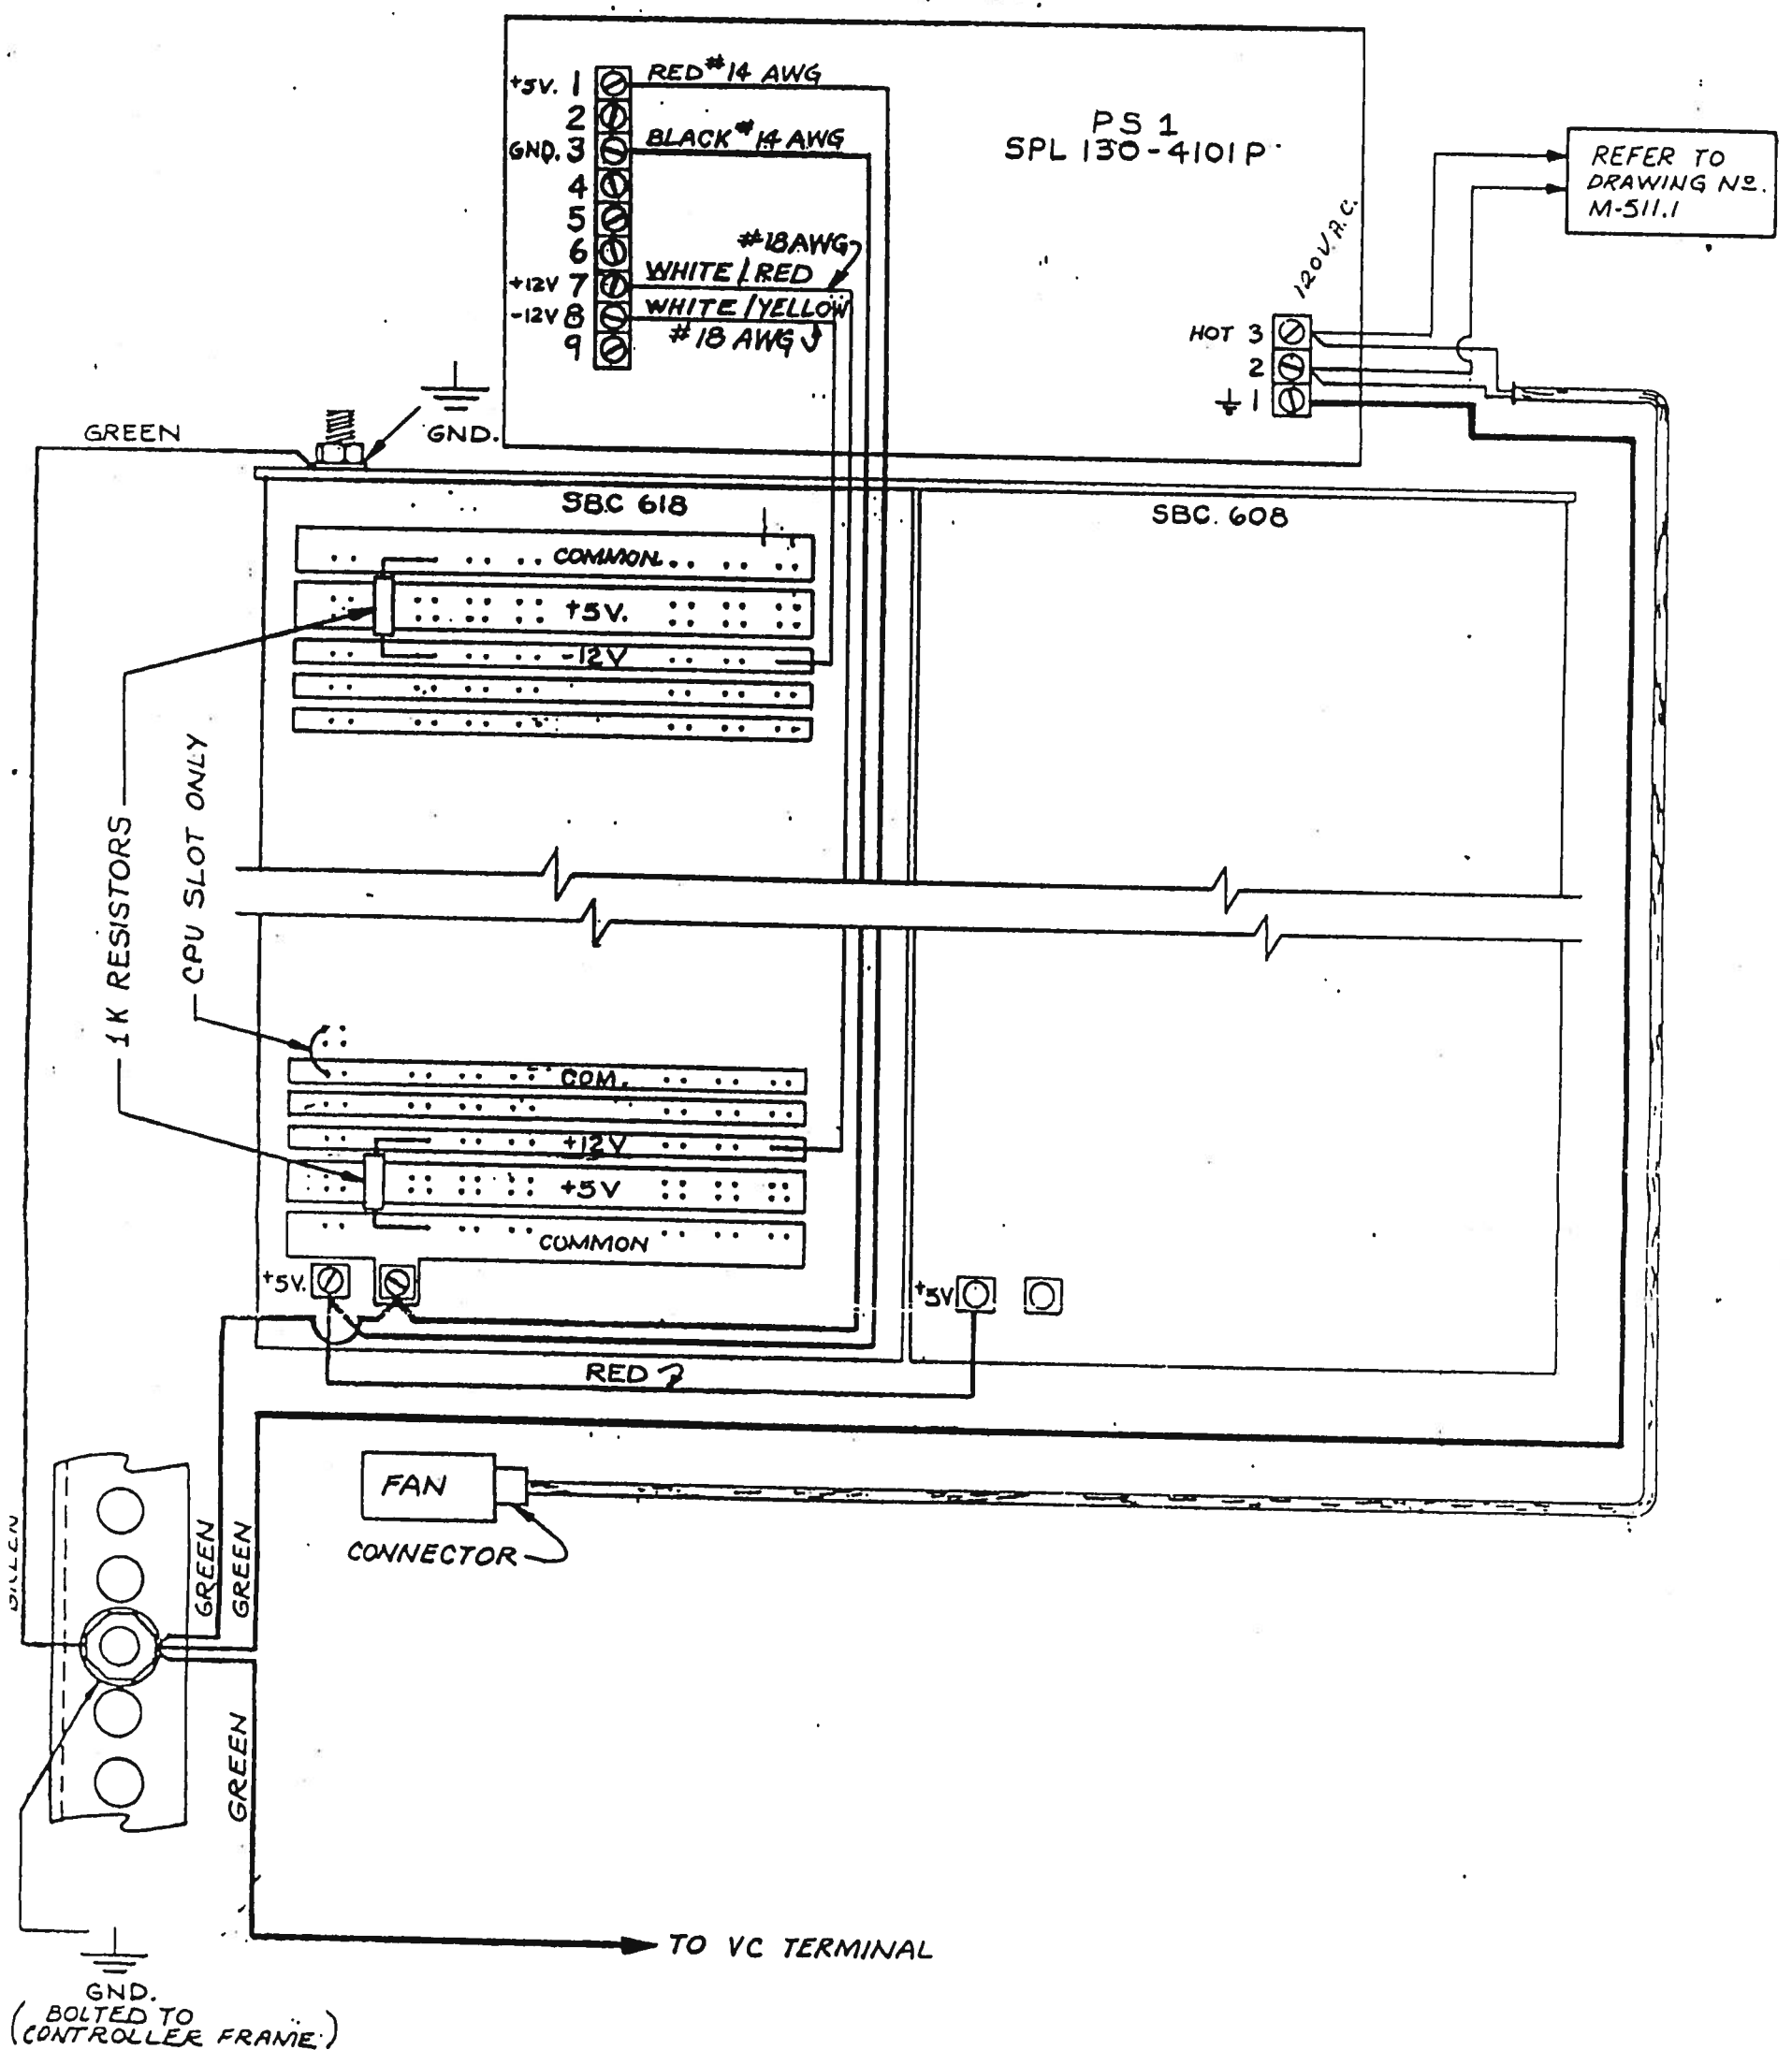 RED #14 AWG
+5V. 1
2
BLACK #14 AWG
GND. 3
4
5
6
#18 AWG
WHITE / RED
+12V 7
WHITE / YELLOW
-12V 8
#18 AWG
9
PS 1
SPL 130-4101P
120V.A.C.
HOT 3
2
1
REFER TO
DRAWING Nº.
M-511.1
GREEN
GND.
SBC 618
SBC. 608
COMMON
+5V.
-12V
1K RESISTORS
CPU SLOT ONLY
COM.
+12V
+5V
COMMON
+5V.
+5V
RED
FAN
CONNECTOR
GREEN
GREEN
GREEN
GREEN
TO VC TERMINAL
GND.
(BOLTED TO
CONTROLLER FRAME)